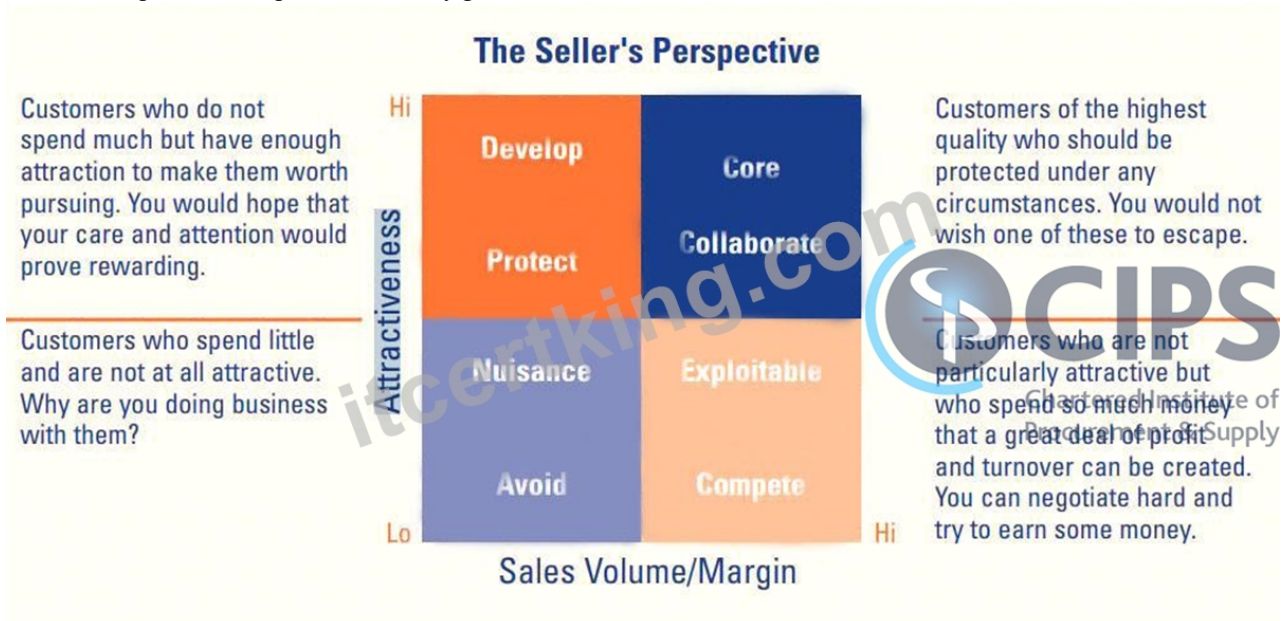 The Seller's Perspective
Customers who do not
spend much but have enough
attraction to make them worth
pursuing. You would hope that
your care and attention would
prove rewarding.
Customers who spend little
and are not at all attractive.
Why are you doing business
with them?
Hi
Attractiveness
Lo
Develop
Protect
Core
Collaborate
Nuisance
Avoid
Exploitable
Compete
Hi
Sales Volume/Margin
Customers of the highest
quality who should be
protected under any
circumstances. You would not
wish one of these to escape.
Customers who are not
particularly attractive but
who spend so much money
that a great deal of profit
and turnover can be created.
You can negotiate hard and
try to earn some money.
itcertking.com
CIPS
Chartered Institute of
Procurement & Supply